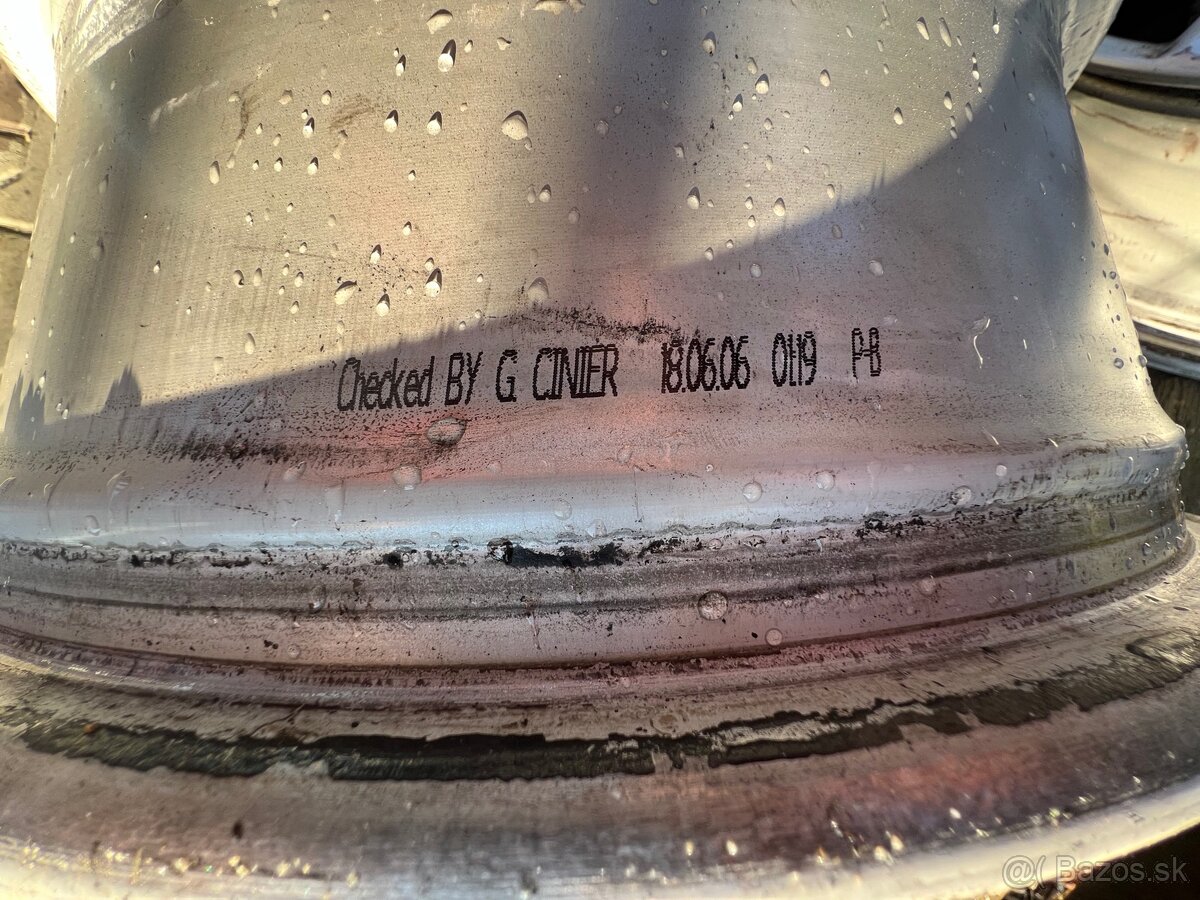 Checked BY G. CINIER 18.06.06 01:19 A-B
@( Bazos.sk